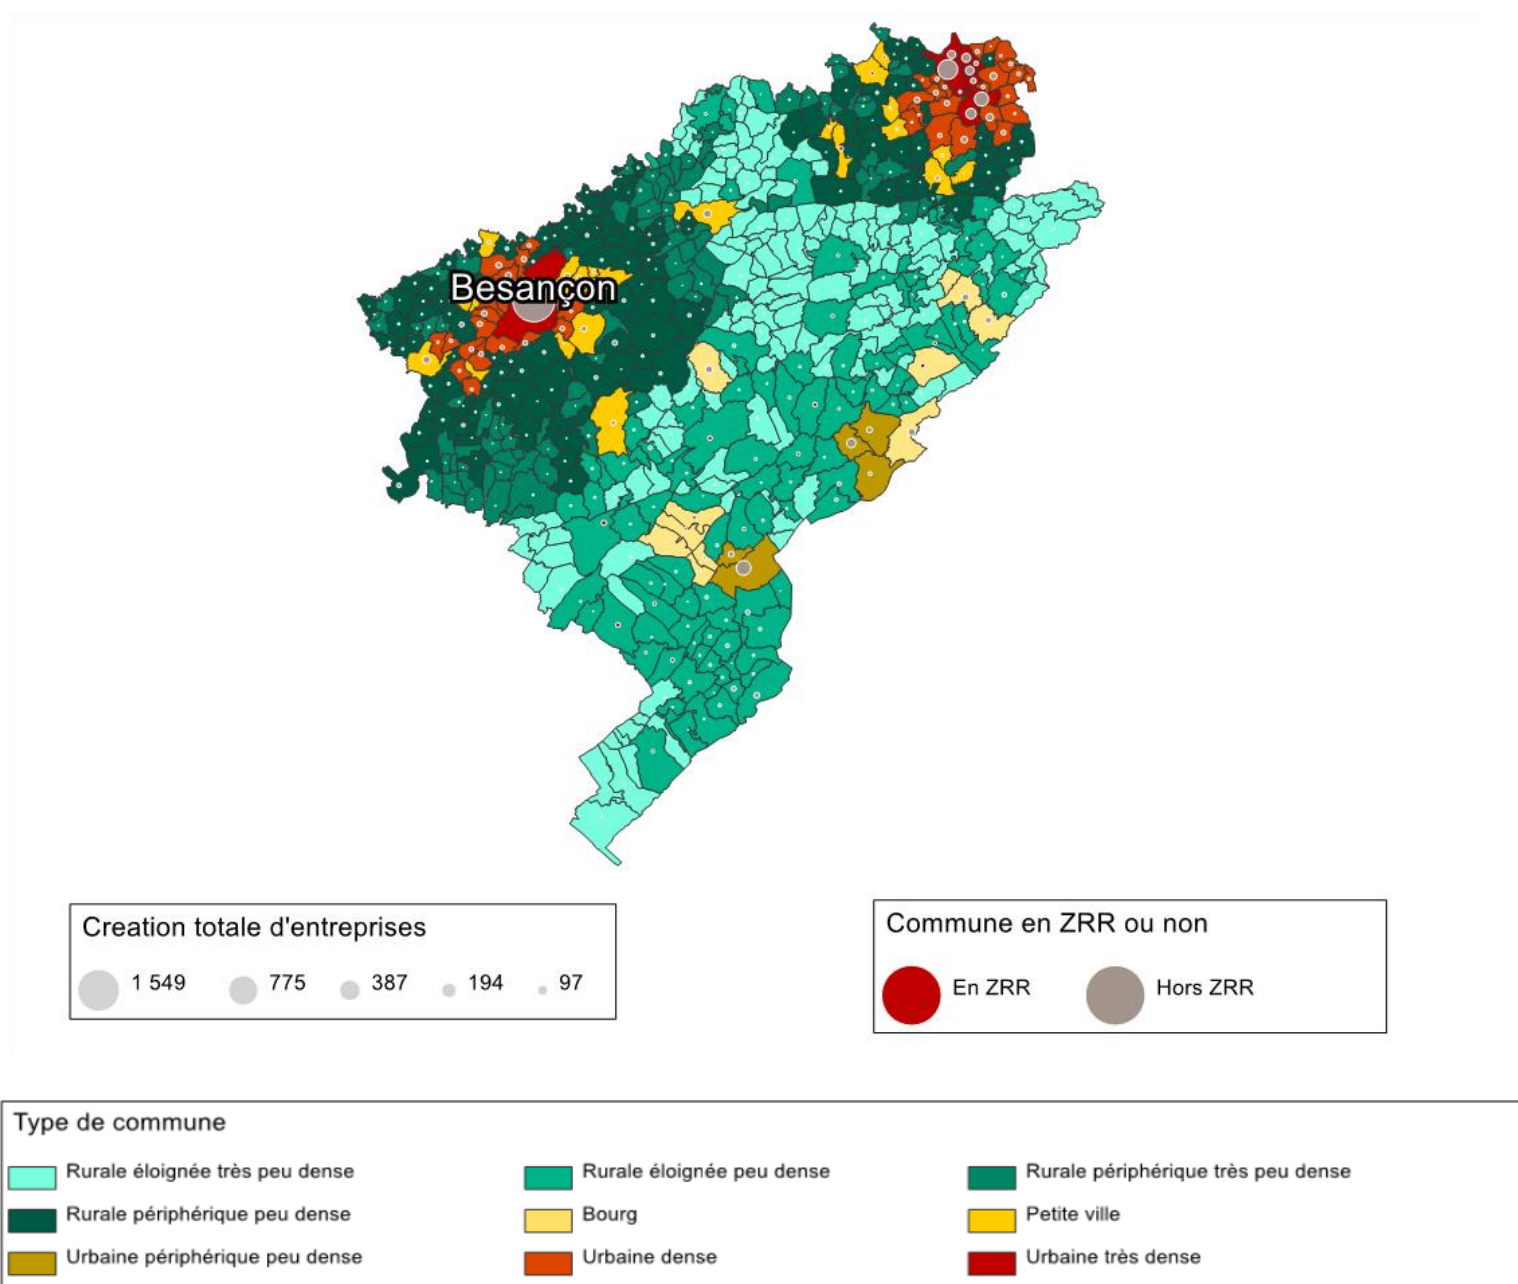 Besançon
Creation totale d'entreprises
1 549 775 387 194 97
Commune en ZRR ou non
En ZRR Hors ZRR
Type de commune
Rurale éloignée très peu dense Rurale éloignée peu dense Rurale périphérique très peu dense
Rurale périphérique peu dense Bourg Petite ville
Urbaine périphérique peu dense Urbaine dense Urbaine très dense